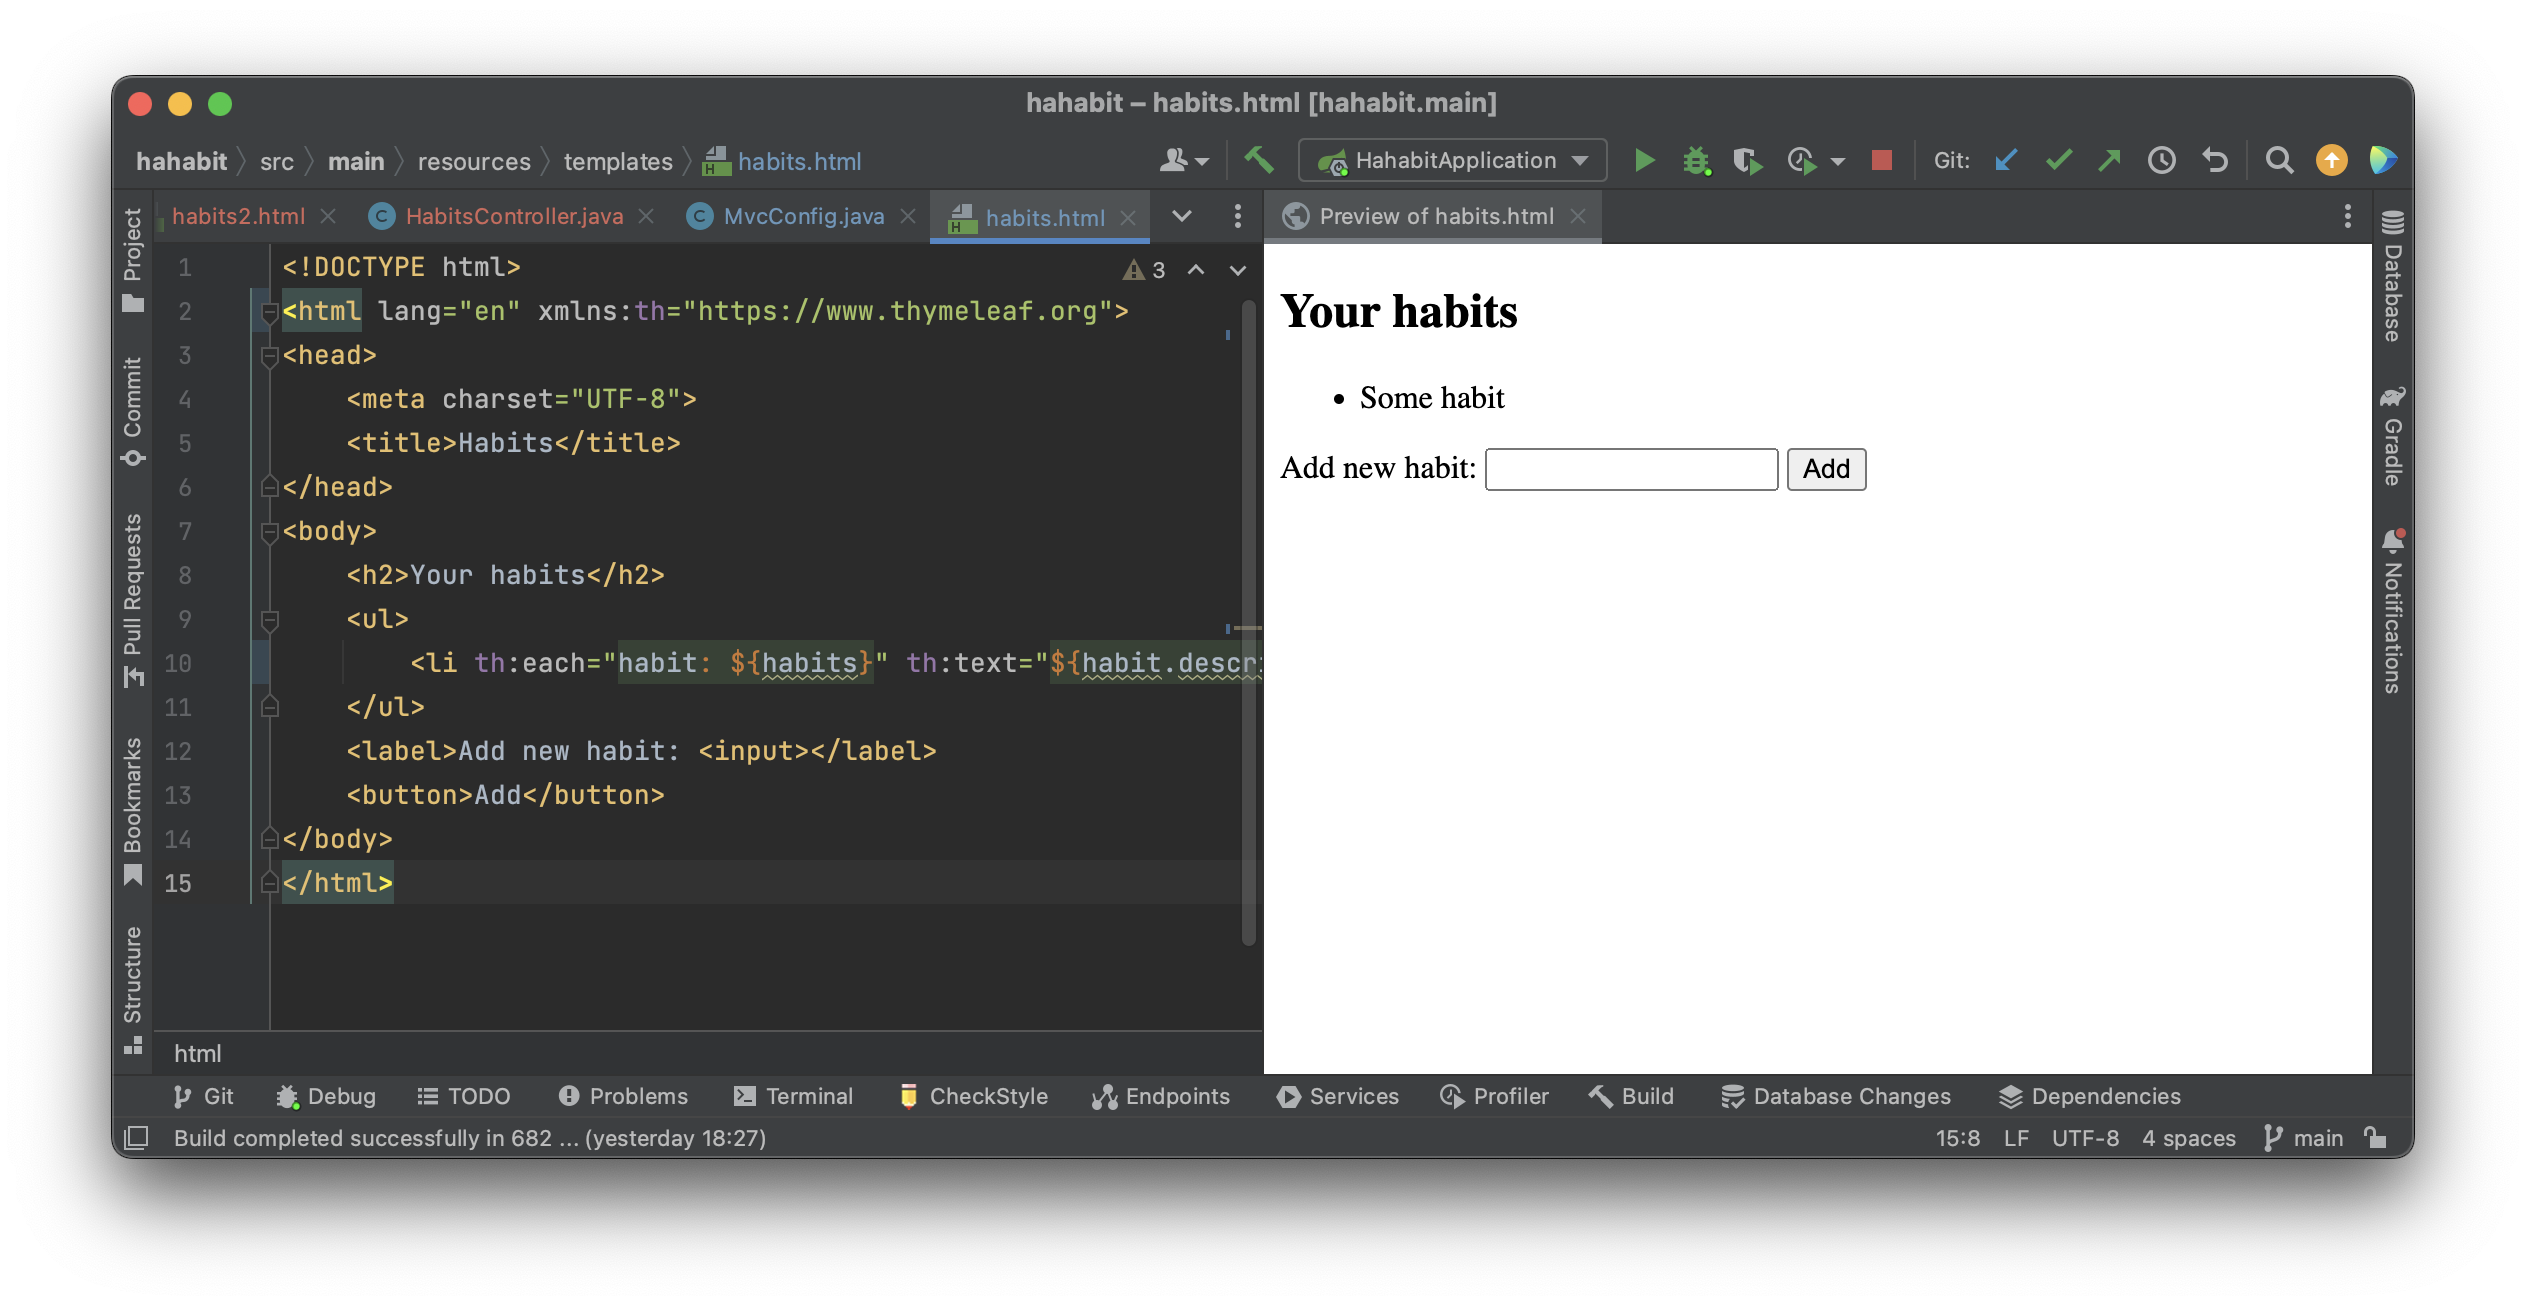 hahabit – habits.html [hahabit.main]
hahabit src main resources templates habits.html HahabitApplication Git:
habits2.html HabitsController.java MvcConfig.java habits.html Preview of habits.html
Project
Commit
Pull Requests
Bookmarks
Structure
3
1 <!DOCTYPE html>
2 <html lang="en" xmlns:th="https://www.thymeleaf.org">
3 <head>
4 <meta charset="UTF-8">
5 <title>Habits</title>
6 </head>
7 <body>
8 <h2>Your habits</h2>
9 <ul>
10 <li th:each="habit: ${habits}" th:text="${habit.descr
11 </ul>
12 <label>Add new habit: <input></label>
13 <button>Add</button>
14 </body>
15 </html>
html
Your habits
• Some habit
Add new habit: Add
Database
Gradle
Notifications
Git Debug TODO Problems Terminal CheckStyle Endpoints Services Profiler Build Database Changes Dependencies
Build completed successfully in 682 ... (yesterday 18:27) 15:8 LF UTF-8 4 spaces main